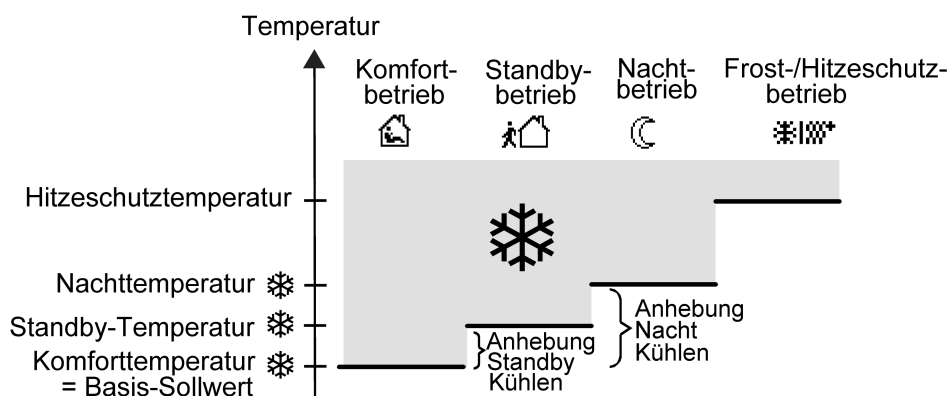 Temperatur
Komfort-
betrieb
Standby-
betrieb
Nacht-
betrieb
Frost-/Hitzeschutz-
betrieb
Hitzeschutztemperatur
Nachttemperatur
Standby-Temperatur
Komforttemperatur
= Basis-Sollwert
Anhebung
Standby
Kühlen
Anhebung
Nacht
Kühlen